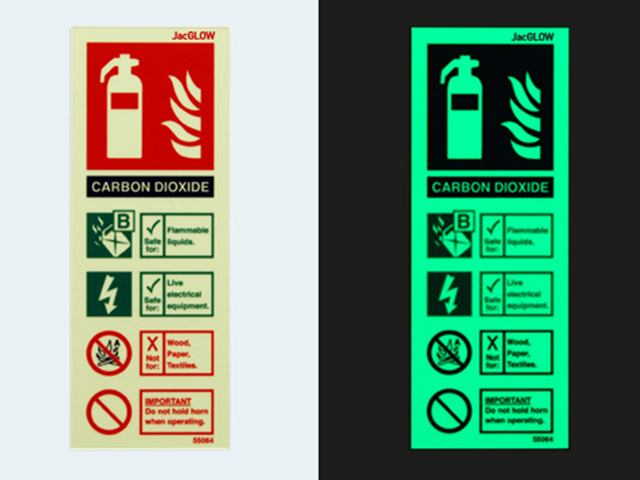 JacGLOW
CARBON DIOXIDE
B
Safe
for:
Flammable
liquids.
Safe
for:
Live
electrical
equipment.
A
X
Not
for:
Wood,
Paper,
Textiles.
IMPORTANT
Do not hold horn
when operating.
55064
JacGLOW
CARBON DIOXIDE
B
Safe
for:
Flammable
liquids.
Safe
for:
Live
electrical
equipment.
A
X
Not
for:
Wood,
Paper,
Textiles.
IMPORTANT
Do not hold horn
when operating.
55064